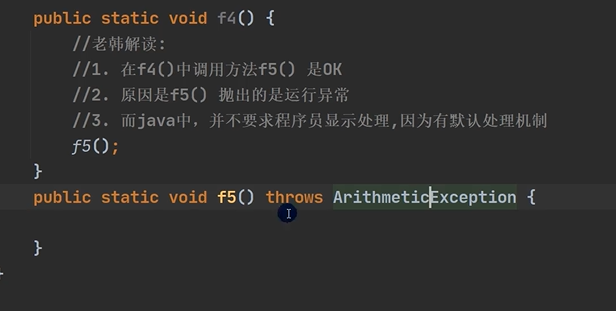 public static void f4() {
//老韩解读:
//1. 在f4()中调用方法f5() 是OK
//2. 原因是f5() 抛出的是运行异常
//3. 而java中，并不要求程序员显示处理,因为有默认处理机制
f5();
}
public static void f5() throws ArithmeticException {
}